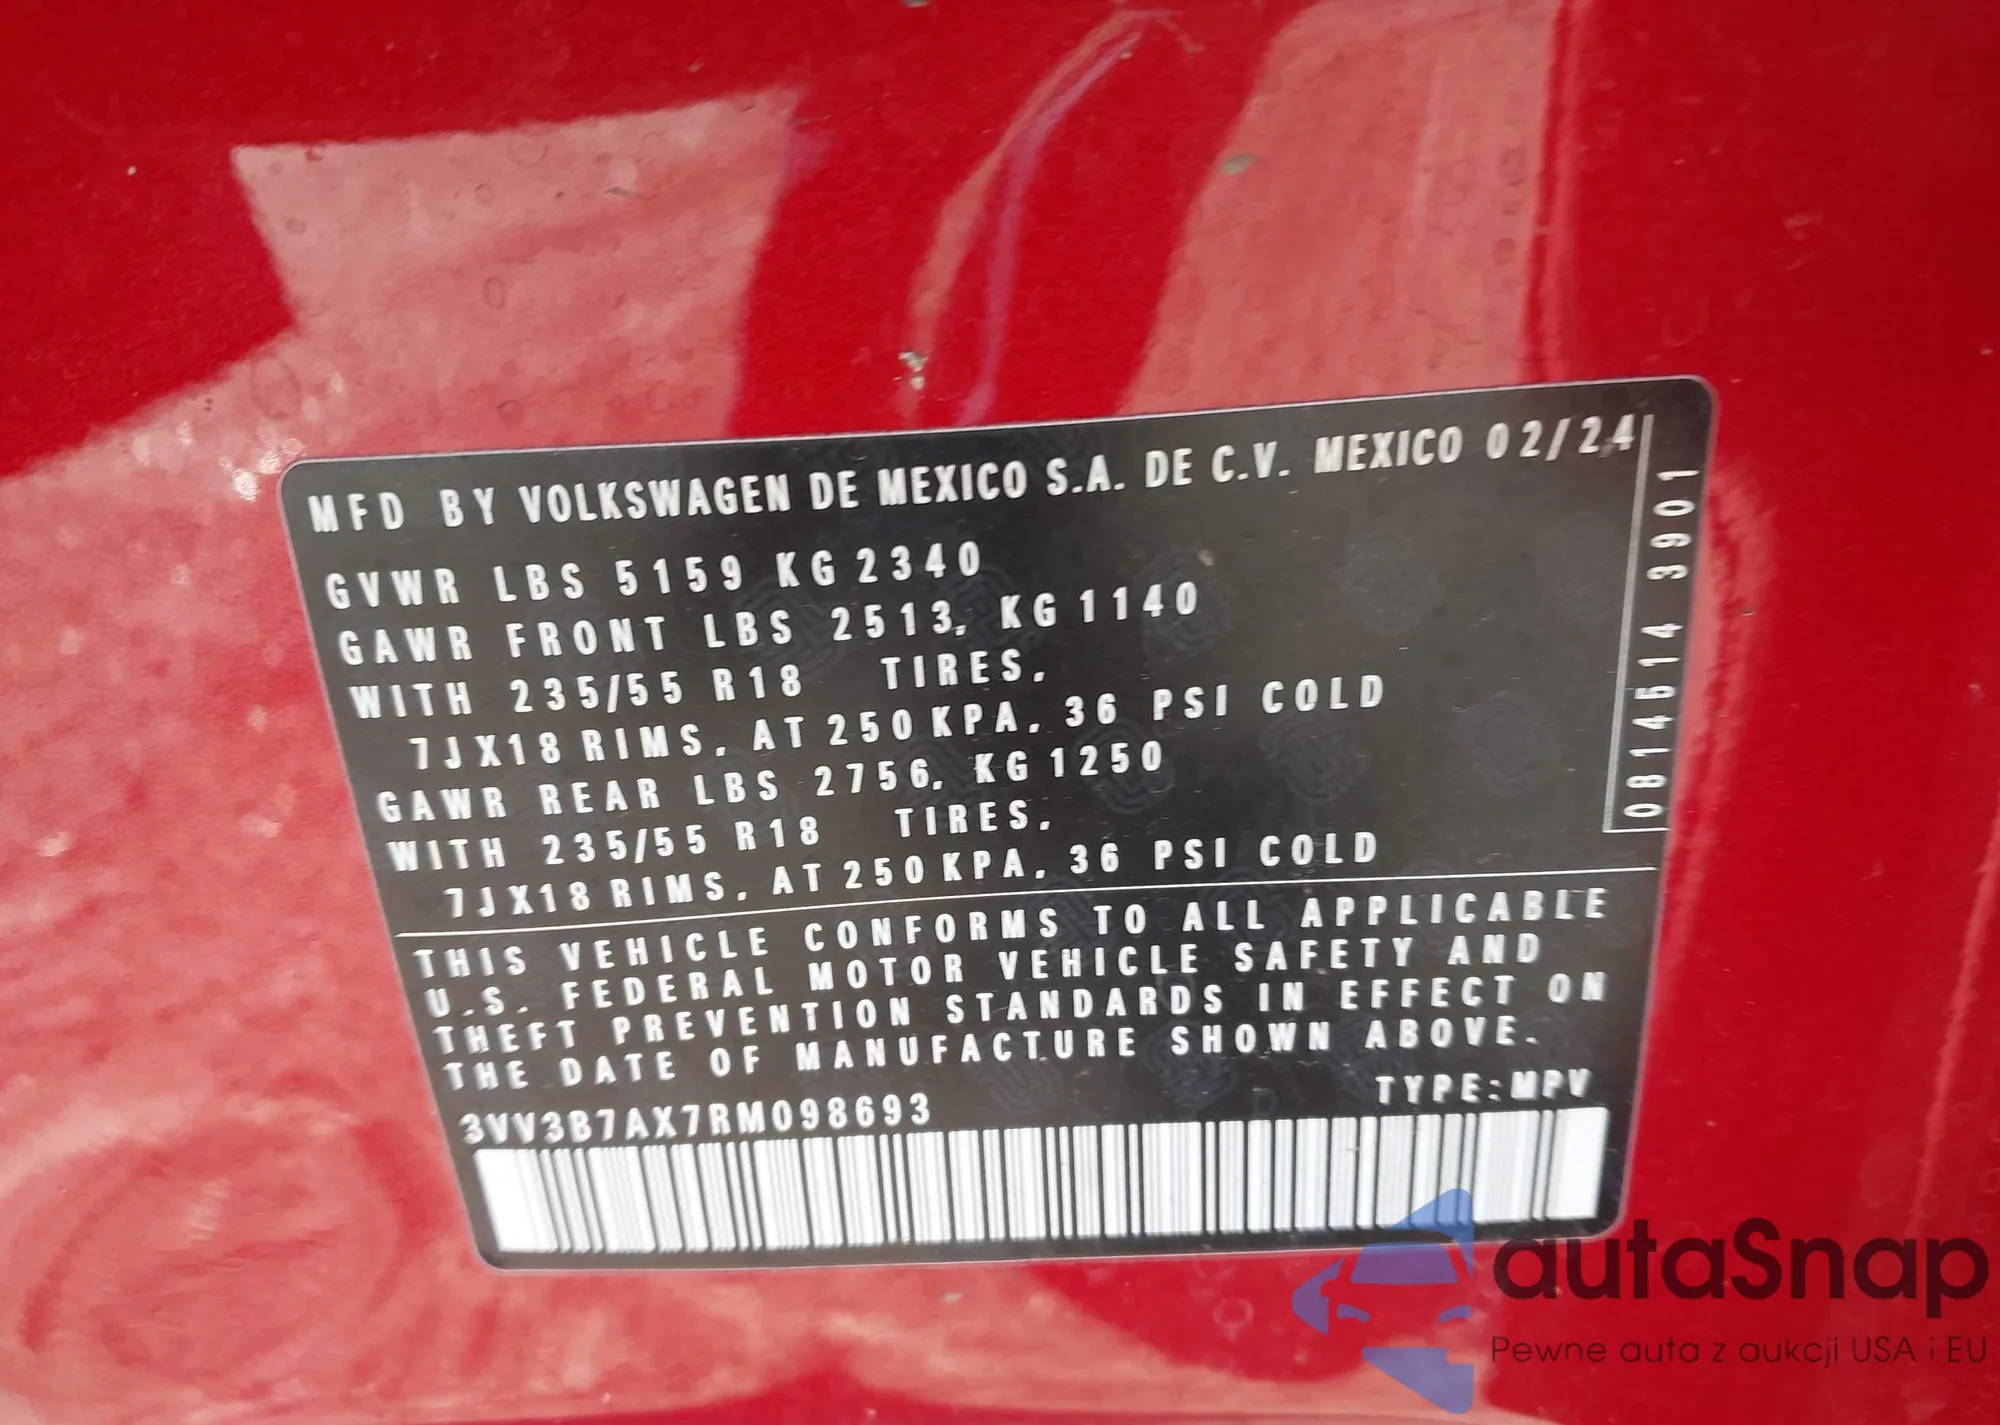 MFD BY VOLKSWAGEN DE MEXICO S.A. DE C.V. MEXICO 02/24
GVWR LBS 5159 KG 2340
GAWR FRONT LBS 2513, KG 1140
WITH 235/55 R18 TIRES,
7JX18 RIMS, AT 250 KPA, 36 PSI COLD
GAWR REAR LBS 2756, KG 1250
WITH 235/55 R18 TIRES,
7JX18 RIMS, AT 250 KPA, 36 PSI COLD
0814514 3901
THIS VEHICLE CONFORMS TO ALL APPLICABLE
U.S. FEDERAL MOTOR VEHICLE SAFETY AND
THEFT PREVENTION STANDARDS IN EFFECT ON
THE DATE OF MANUFACTURE SHOWN ABOVE.
TYPE: MPV
3VV3B7AX7RM098693
autaSnap
Pewne auta z aukcji USA i EU